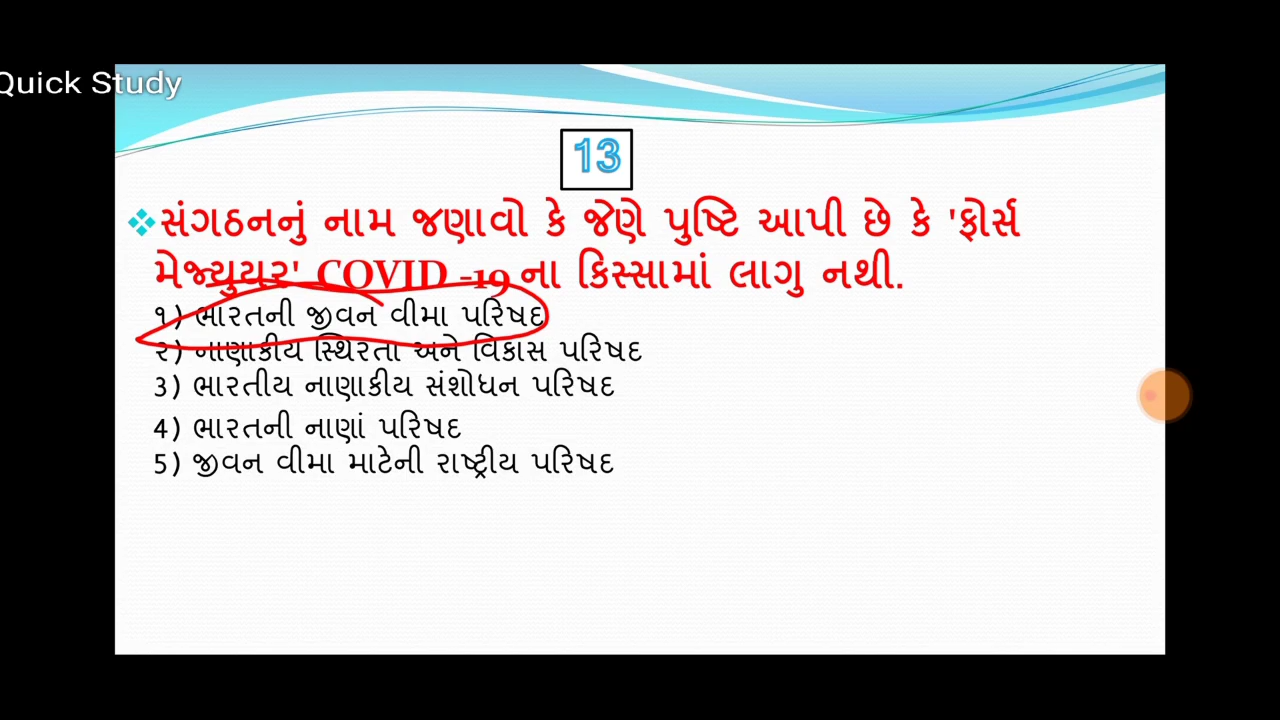 Quick Study
13
સંગઠનનું નામ જણાવો કે જેણે પુષ્ટિ આપી છે કે 'ફોર્સ
મેજ્યુયર' COVID -19 ના કિસ્સામાં લાગુ નથી.
૧) ભારતની જીવન વીમા પરિષદ
૨) નાણાકીય સ્થિરતા અને વિકાસ પરિષદ
3) ભારતીય નાણાકીય સંશોધન પરિષદ
4) ભારતની નાણાં પરિષદ
5) જીવન વીમા માટેની રાષ્ટ્રીય પરિષદ